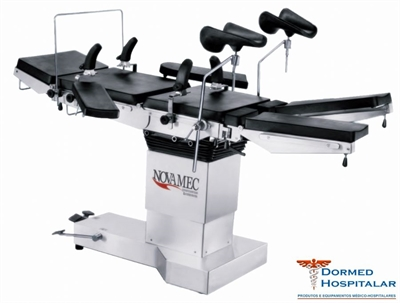 NOVAMEC
DORMED
HOSPITALAR
PRODUTOS E EQUIPAMENTOS MÉDICO-HOSPITALARES